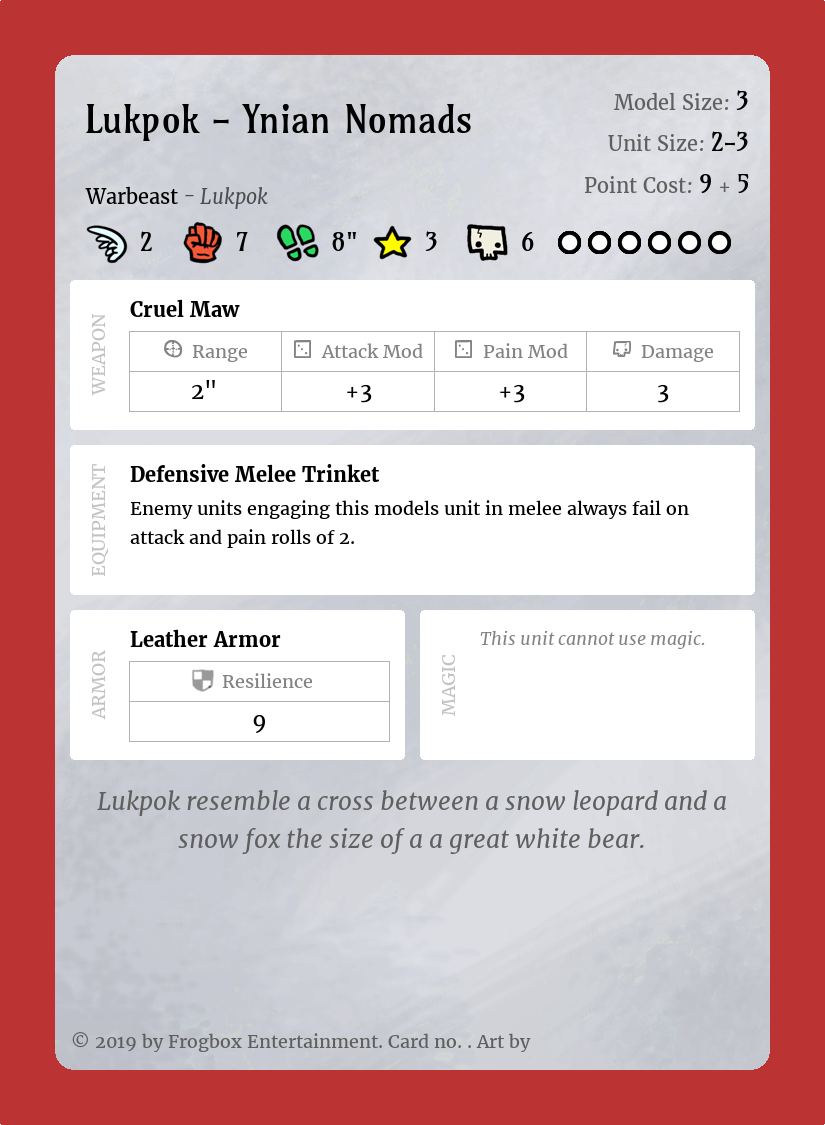 Lukpok – Ynian Nomads
Model Size: 3
Unit Size: 2–3
Point Cost: 9 + 5
Warbeast – Lukpok
2 7 8" 3 6
WEAPON
Cruel Maw
Range Attack Mod Pain Mod Damage
2" +3 +3 3
EQUIPMENT
Defensive Melee Trinket
Enemy units engaging this models unit in melee always fail on
attack and pain rolls of 2.
ARMOR
Leather Armor
Resilience
9
MAGIC
This unit cannot use magic.
Lukpok resemble a cross between a snow leopard and a
snow fox the size of a a great white bear.
© 2019 by Frogbox Entertainment. Card no. . Art by